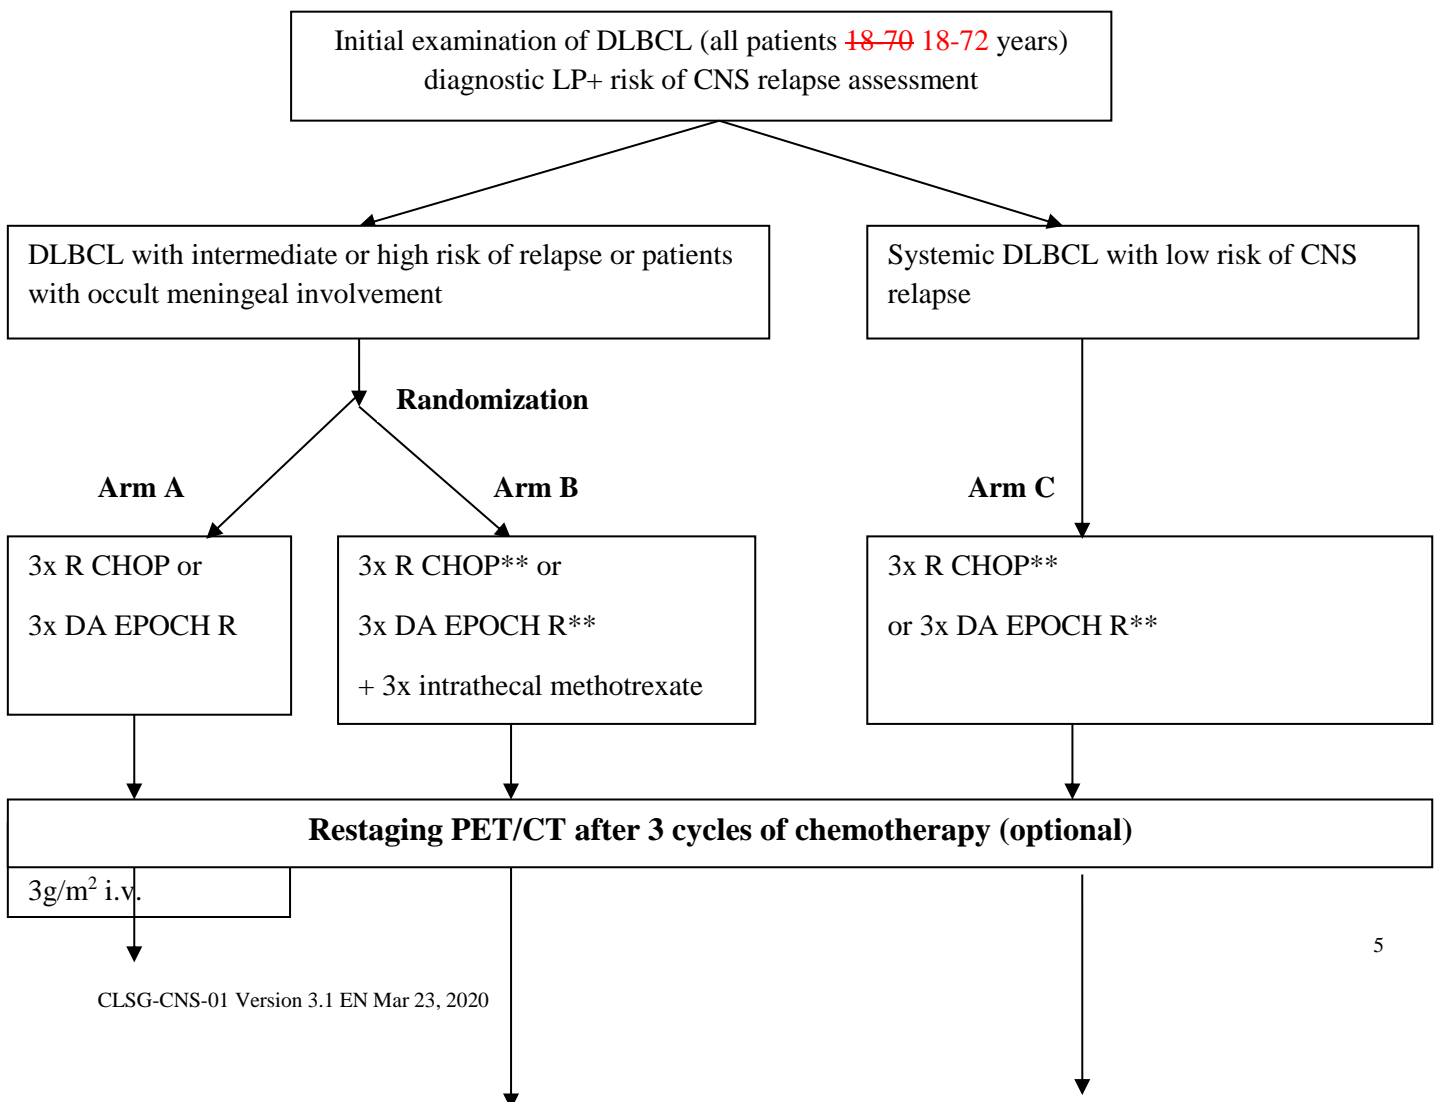 Initial examination of DLBCL (all patients 18-70 18-72 years)
diagnostic LP+ risk of CNS relapse assessment
DLBCL with intermediate or high risk of relapse or patients
with occult meningeal involvement
Systemic DLBCL with low risk of CNS
relapse
Randomization
Arm A
Arm B
Arm C
3x R CHOP or
3x DA EPOCH R
3x R CHOP** or
3x DA EPOCH R**
+ 3x intrathecal methotrexate
3x R CHOP**
or 3x DA EPOCH R**
Restaging PET/CT after 3 cycles of chemotherapy (optional)
3g/m² i.v.
5
CLSG-CNS-01 Version 3.1 EN Mar 23, 2020